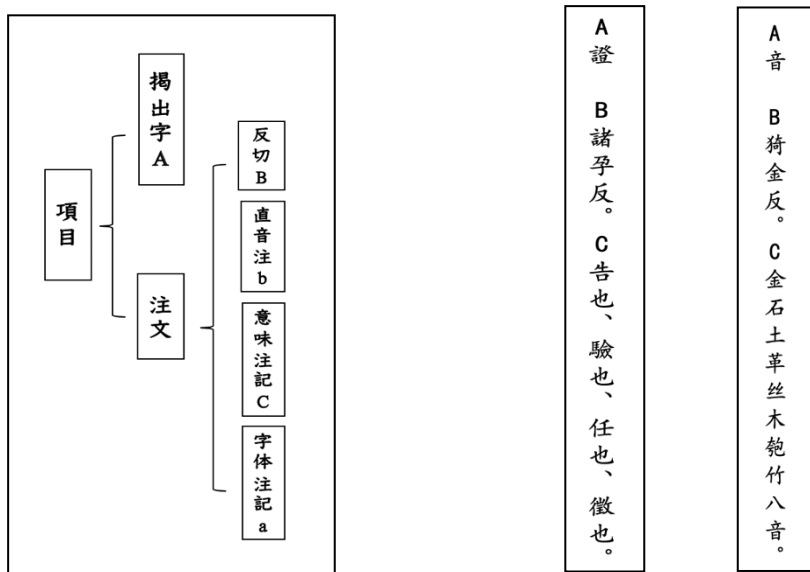 項目
掲出字A
注文
反切B
直音注b
意味注記C
字体注記a
A音 B猗金反。C金石土革丝木匏竹八音。
A證 B諸孕反。C告也、驗也、任也、徵也。